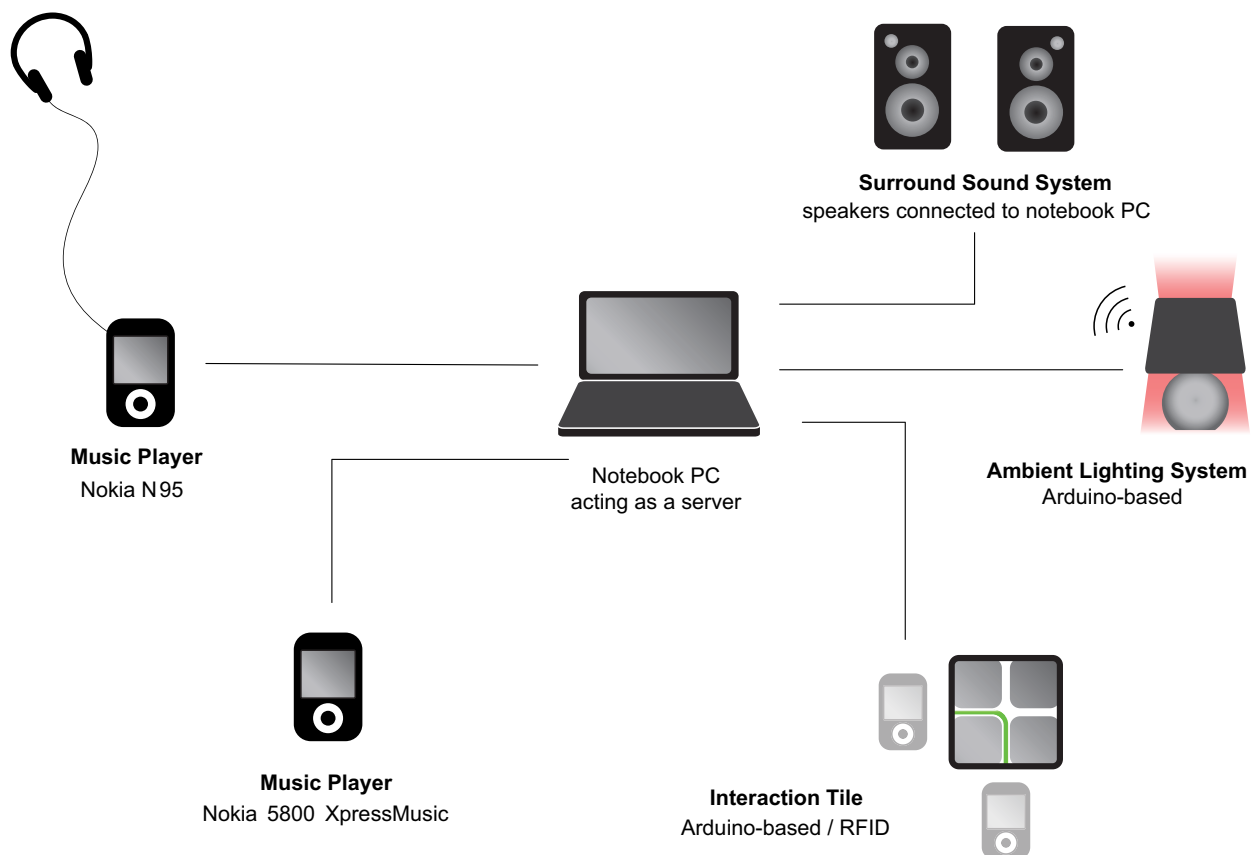 Surround Sound System
speakers connected to notebook PC
Music Player
Nokia N95
Notebook PC
acting as a server
Ambient Lighting System
Arduino-based
Music Player
Nokia 5800 XpressMusic
Interaction Tile
Arduino-based / RFID